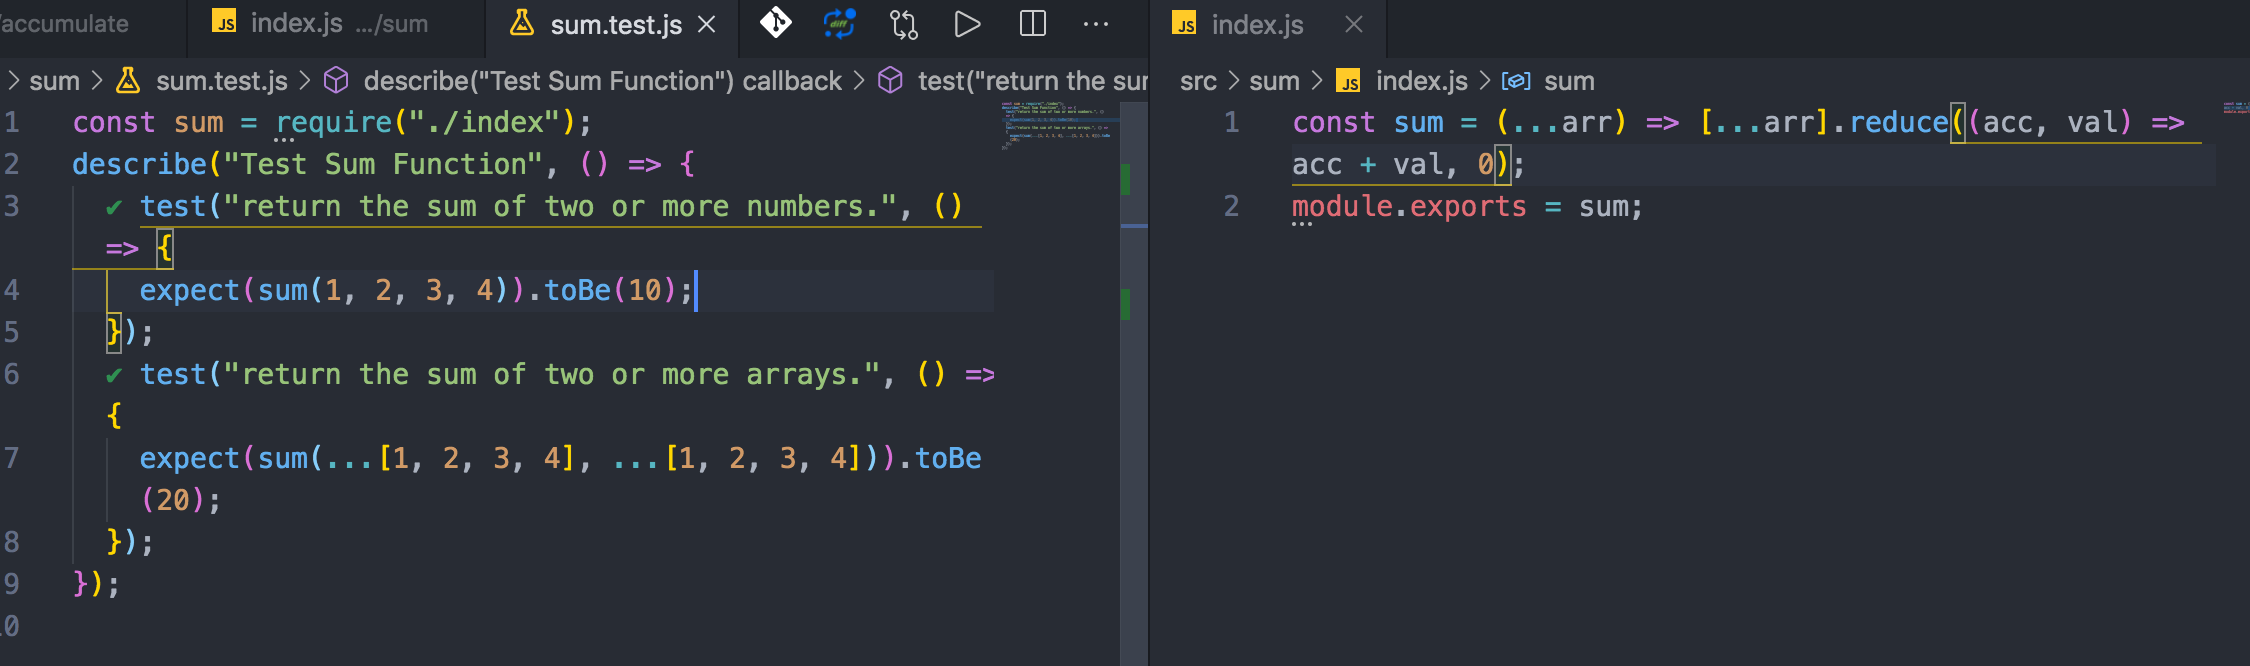 /accumulate
JS index.js .../sum
sum.test.js
diff
sum sum.test.js describe("Test Sum Function") callback test("return the sur
1 const sum = require("./index");
2 describe("Test Sum Function", () => {
3 ✔ test("return the sum of two or more numbers.", ()
=> {
4 expect(sum(1, 2, 3, 4)).toBe(10);
5 });
6 ✔ test("return the sum of two or more arrays.", () =>
{
7 expect(sum(...[1, 2, 3, 4], ...[1, 2, 3, 4])).toBe
(20);
8 });
9 });
10
JS index.js
src sum JS index.js sum
1 const sum = (...arr) => [...arr].reduce((acc, val) =>
acc + val, 0);
2 module.exports = sum;